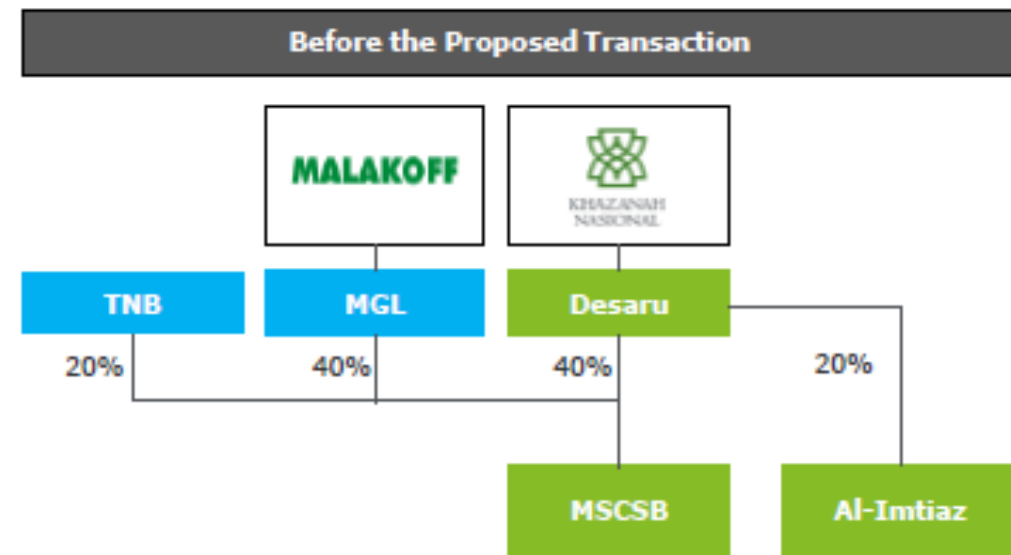 Before the Proposed Transaction
MALAKOFF
KHAZANAH
NASIONAL
TNB
MGL
Desaru
20%
40%
40%
20%
MSCSB
Al-Imtiaz